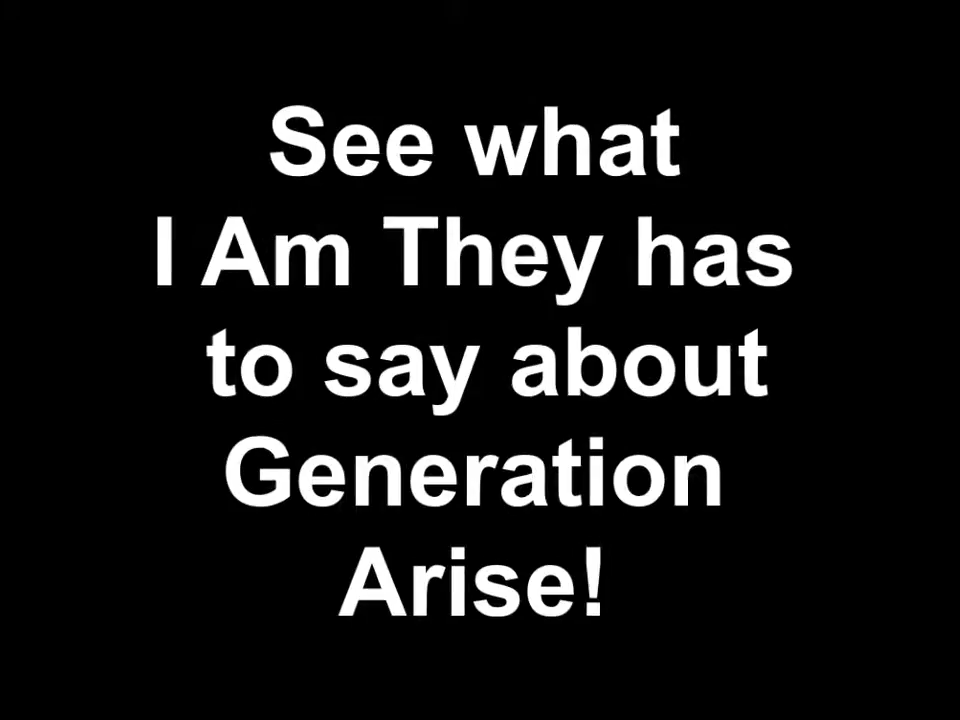 See what
I Am They has
to say about
Generation
Arise!